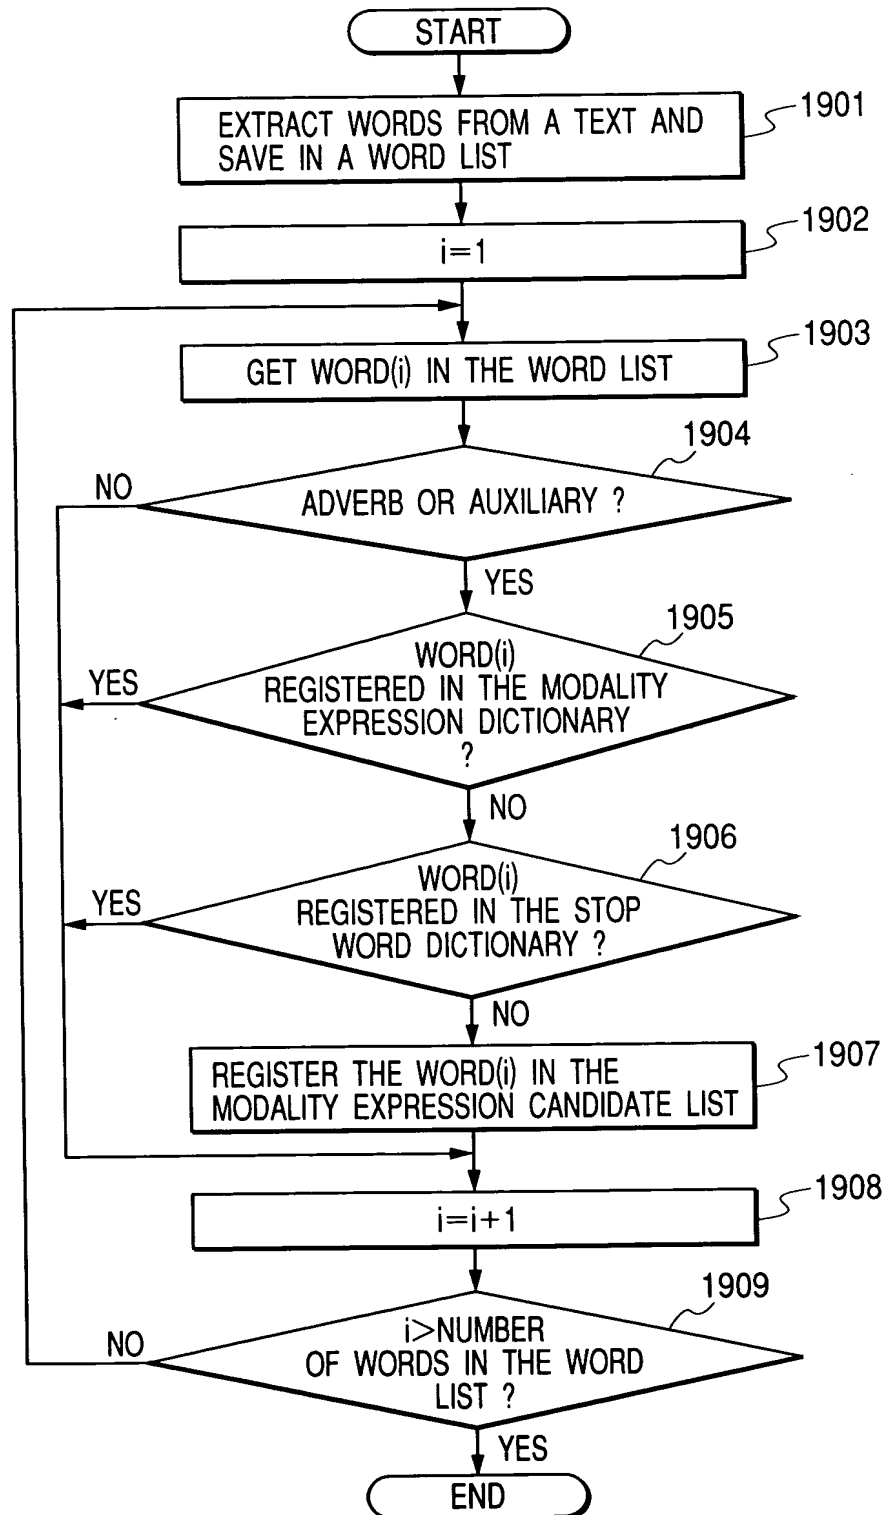 START
EXTRACT WORDS FROM A TEXT AND
SAVE IN A WORD LIST
1901
i=1
1902
GET WORD(i) IN THE WORD LIST
1903
1904
NO
ADVERB OR AUXILIARY ?
YES
1905
WORD(i)
YES
REGISTERED IN THE MODALITY
EXPRESSION DICTIONARY
?
NO
1906
WORD(i)
YES
REGISTERED IN THE STOP
WORD DICTIONARY ?
NO
REGISTER THE WORD(i) IN THE
MODALITY EXPRESSION CANDIDATE LIST
1907
i=i+1
1908
1909
i>NUMBER
NO
OF WORDS IN THE WORD
LIST ?
YES
END